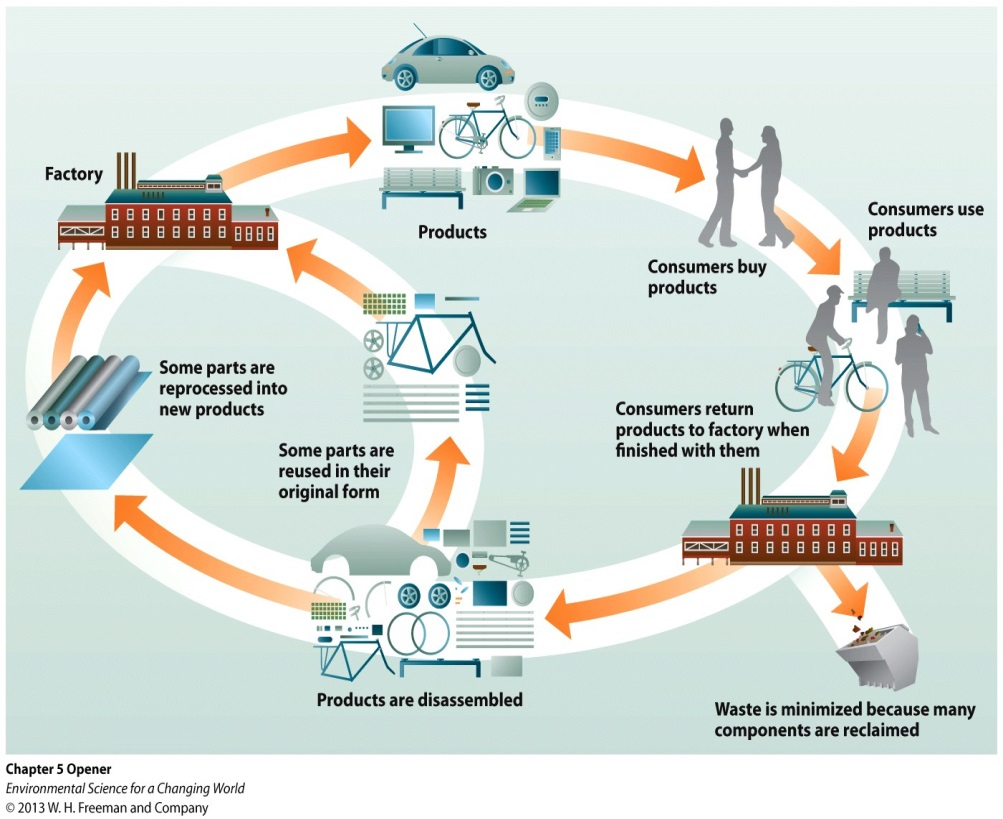 Factory
Products
Consumers buy
products
Consumers use
products
Consumers return
products to factory when
finished with them
Waste is minimized because many
components are reclaimed
Products are disassembled
Some parts are
reused in their
original form
Some parts are
reprocessed into
new products
Chapter 5 Opener
Environmental Science for a Changing World
© 2013 W. H. Freeman and Company